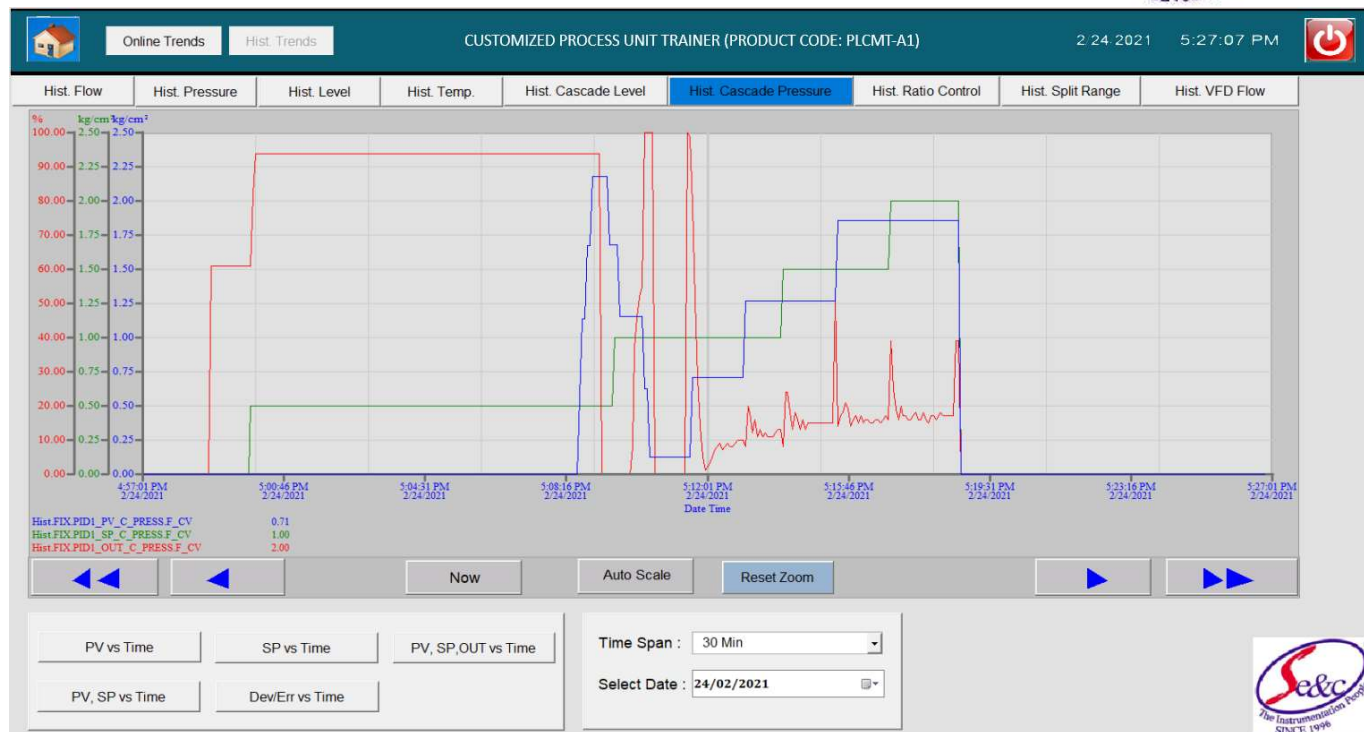 Online Trends
Hist. Trends
CUSTOMIZED PROCESS UNIT TRAINER (PRODUCT CODE: PLCMT-A1)
2/24/2021 5:27:07 PM
Hist. Flow
Hist. Pressure
Hist. Level
Hist. Temp.
Hist. Cascade Level
Hist. Cascade Pressure
Hist. Ratio Control
Hist. Split Range
Hist. VFD Flow
% kg/cm² kg/cm²
100.00 2.50 2.50
90.00 2.25 2.25
80.00 2.00 2.00
70.00 1.75 1.75
60.00 1.50 1.50
50.00 1.25 1.25
40.00 1.00 1.00
30.00 0.75 0.75
20.00 0.50 0.50
10.00 0.25 0.25
0.00 0.00 0.00
4:57:01 PM 5:00:46 PM 5:04:31 PM 5:08:16 PM 5:12:01 PM 5:15:46 PM 5:19:31 PM 5:23:16 PM 5:27:01 PM
2/24/2021 2/24/2021 2/24/2021 2/24/2021 2/24/2021 2/24/2021 2/24/2021 2/24/2021 2/24/2021
Date Time
Hist.FIX.PID1_PV_C_PRESS.F_CV 0.71
Hist.FIX.PID1_SP_C_PRESS.F_CV 1.00
Hist.FIX.PID1_OUT_C_PRESS.F_CV 2.00
Now
Auto Scale
Reset Zoom
PV vs Time
SP vs Time
PV, SP,OUT vs Time
PV, SP vs Time
Dev/Err vs Time
Time Span : 30 Min
Select Date : 24/02/2021
Se&c
The Instrumentation People
SINCE 1996